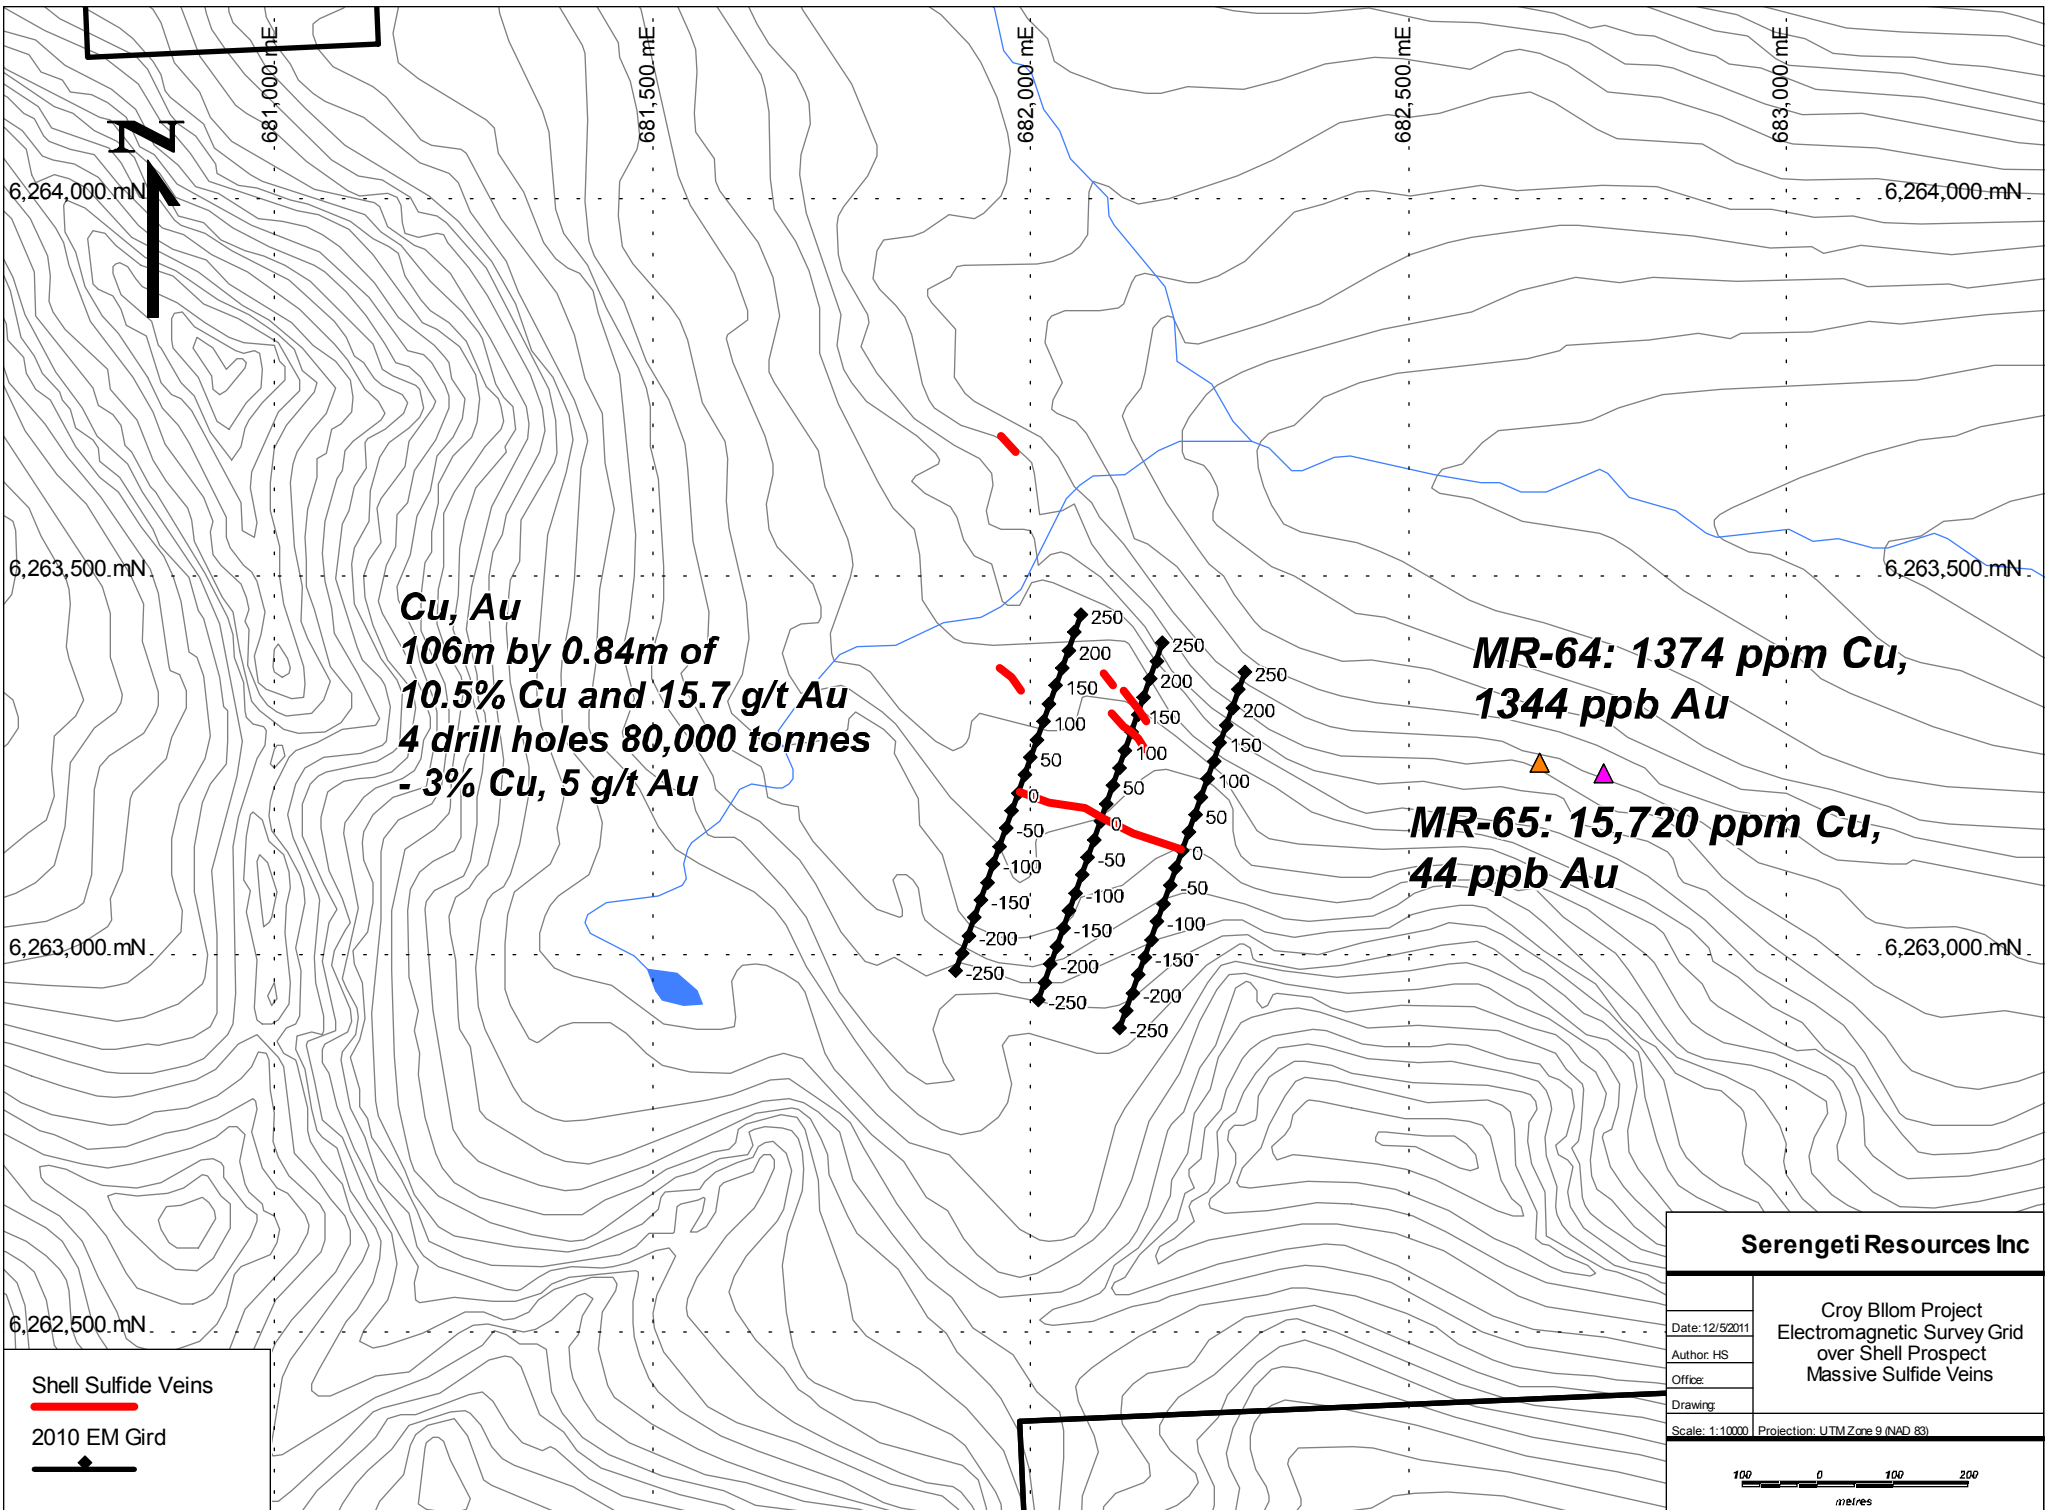 681,000 mE
681,500 mE
682,000 mE
682,500 mE
683,000 mE
N
6,264,000 mN
6,264,000 mN
6,263,500 mN
6,263,500 mN
Cu, Au
106m by 0.84m of
10.5% Cu and 15.7 g/t Au
4 drill holes 80,000 tonnes
- 3% Cu, 5 g/t Au
250
200
150
100
50
0
-50
-100
-150
-200
-250
250
200
150
100
50
0
-50
-100
-150
-200
-250
250
200
150
100
50
0
-50
-100
-150
-200
-250
MR-64: 1374 ppm Cu,
1344 ppb Au
MR-65: 15,720 ppm Cu,
44 ppb Au
6,263,000 mN
6,263,000 mN
6,262,500 mN
Shell Sulfide Veins
2010 EM Gird
Serengeti Resources Inc
Date: 12/5/2011
Author: HS
Office:
Drawing:
Scale: 1:10000
Croy Bllom Project
Electromagnetic Survey Grid
over Shell Prospect
Massive Sulfide Veins
Projection: UTM Zone 9 (NAD 83)
100 0 100 200
metres